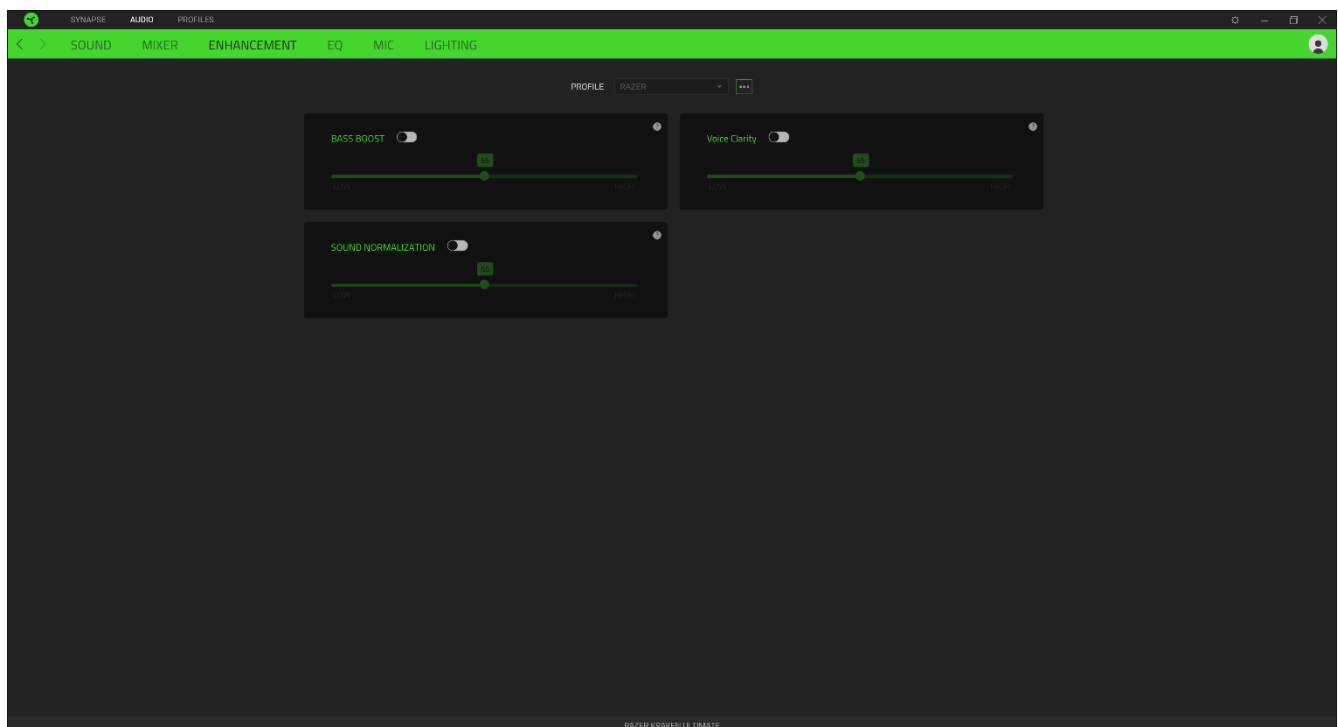 SYNAPSE AUDIO PROFILES
SOUND MIXER ENHANCEMENT EQ MIC LIGHTING
PROFILE RAZER
BASS BOOST
55
LOW HIGH
Voice Clarity
55
LOW HIGH
SOUND NORMALIZATION
55
LOW HIGH
RAZER KRAKEN ULTIMATE